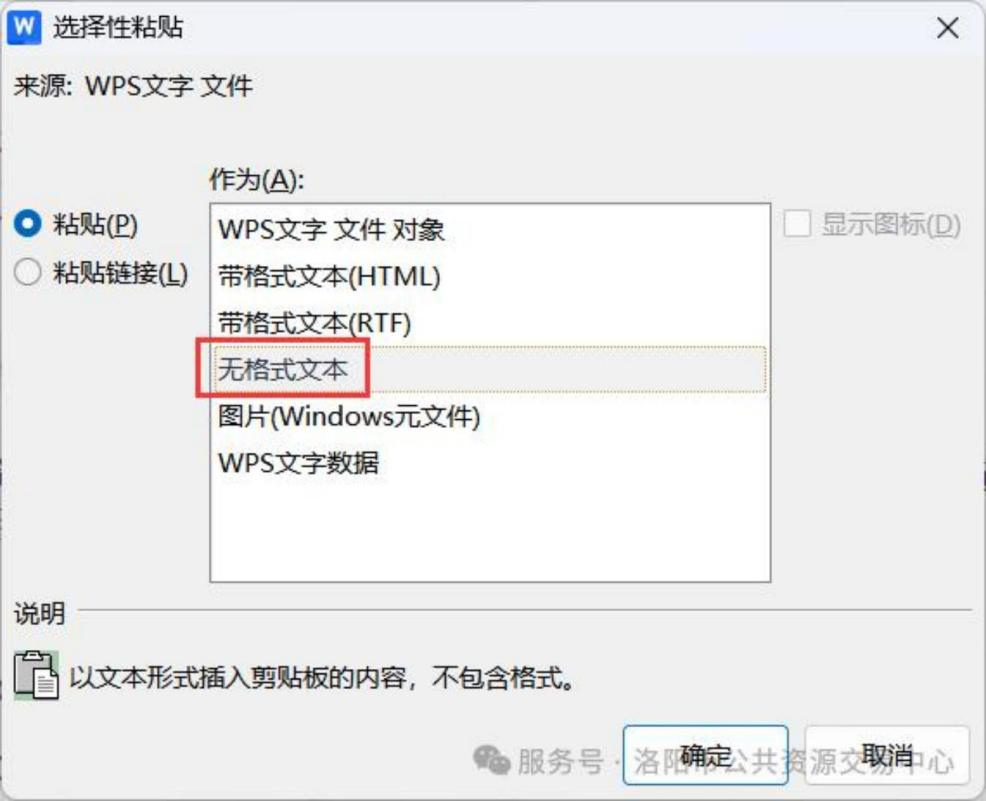 W 选择性粘贴
来源: WPS文字 文件
作为(A):
粘贴(P)
粘贴链接(L)
WPS文字 文件 对象
带格式文本(HTML)
带格式文本(RTF)
无格式文本
图片(Windows元文件)
WPS文字数据
显示图标(D)
说明
以文本形式插入剪贴板的内容，不包含格式。
确定
取消
服务号 · 洛阳市公共资源交易中心